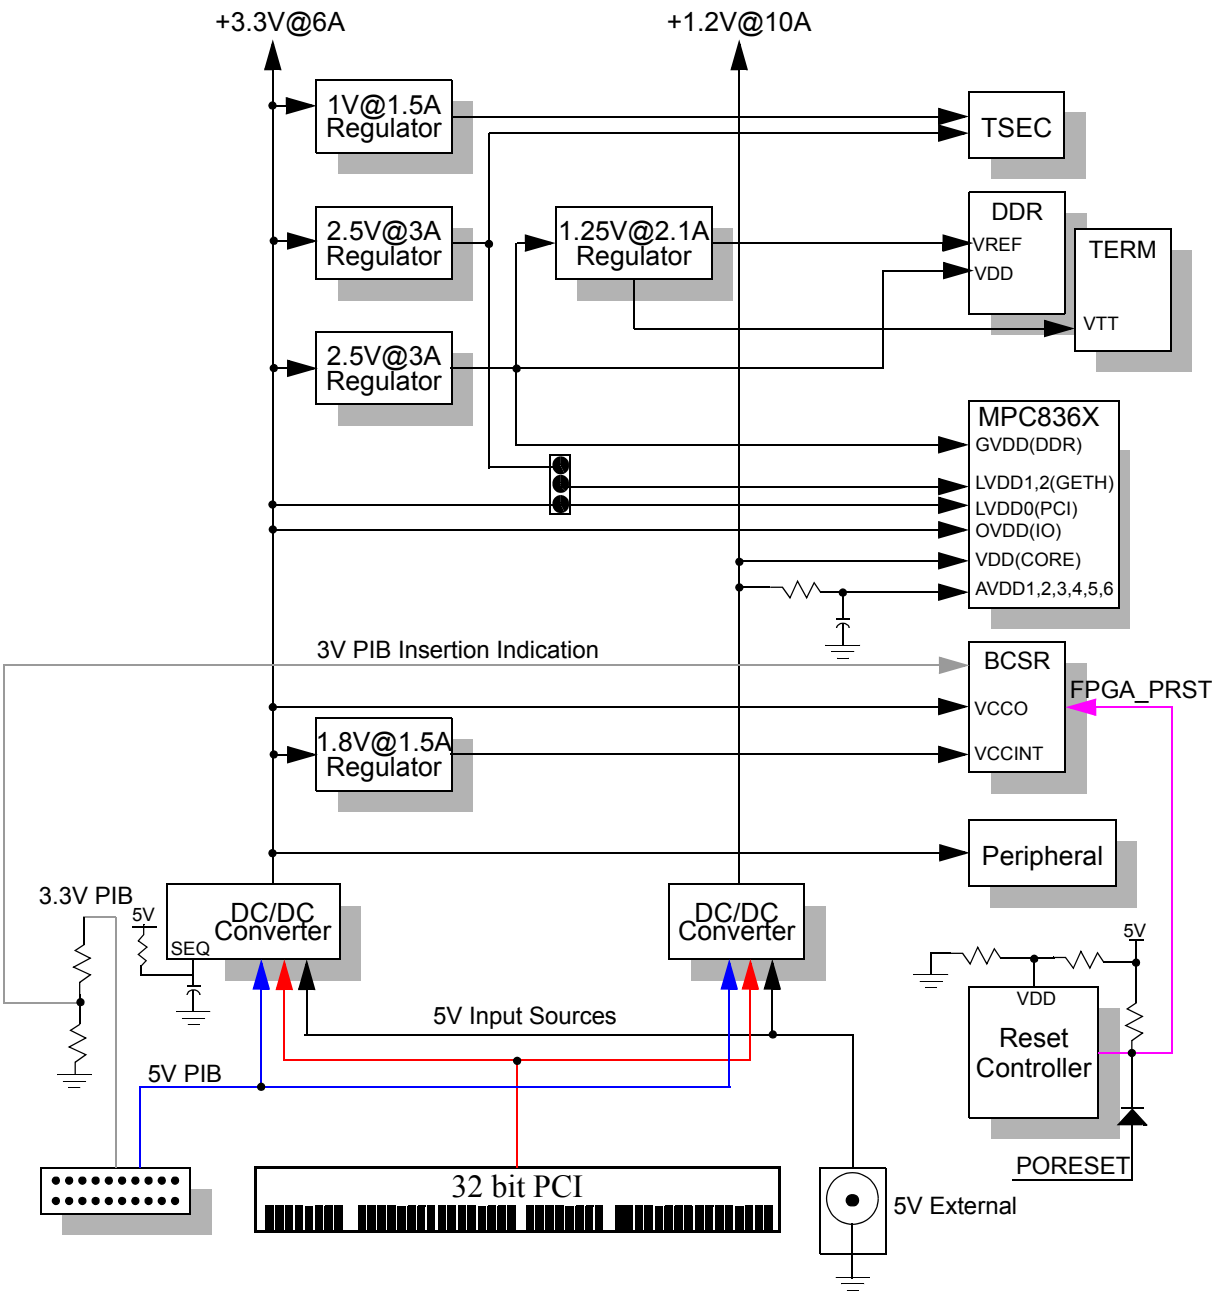 +3.3V@6A
+1.2V@10A
1V@1.5A
Regulator
TSEC
2.5V@3A
Regulator
1.25V@2.1A
Regulator
DDR
VREF
VDD
TERM
VTT
2.5V@3A
Regulator
MPC836X
GVDD(DDR)
LVDD1,2(GETH)
LVDD0(PCI)
OVDD(IO)
VDD(CORE)
AVDD1,2,3,4,5,6
3V PIB Insertion Indication
BCSR
FPGA_PRST
VCCO
VCCINT
1.8V@1.5A
Regulator
Peripheral
3.3V PIB
5V
DC/DC
Converter
SEQ
DC/DC
Converter
5V
VDD
Reset
Controller
5V Input Sources
5V PIB
PORESET
32 bit PCI
5V External